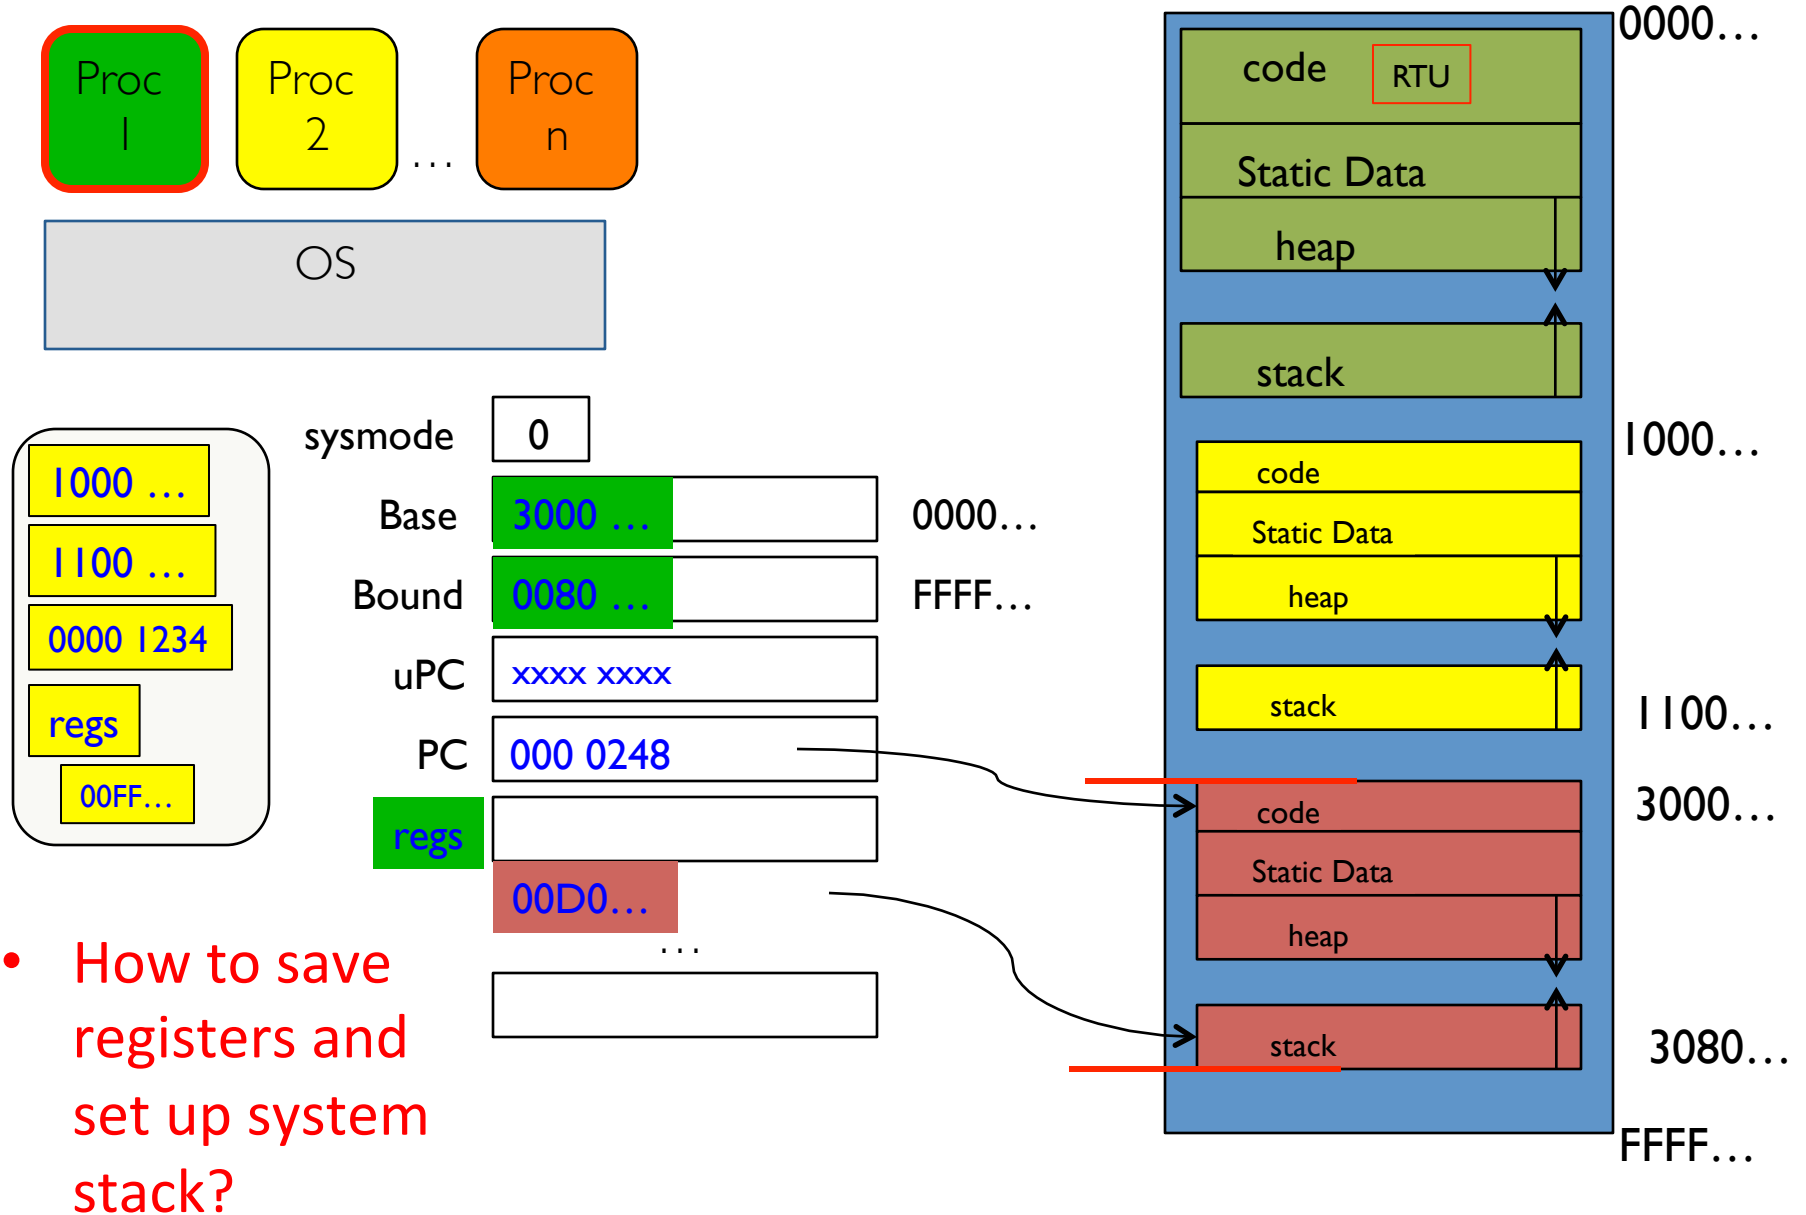 Proc
1
Proc
2
…
Proc
n
OS
sysmode
0
Base
3000 …
0000…
Bound
0080 …
FFFF…
uPC
xxxx xxxx
PC
000 0248
regs
00D0…
…
1000 …
1100 …
0000 1234
regs
00FF…
• How to save
registers and
set up system
stack?
0000…
code
RTU
Static Data
heap
stack
1000…
code
Static Data
heap
stack
1100…
3000…
code
Static Data
heap
stack
3080…
FFFF…